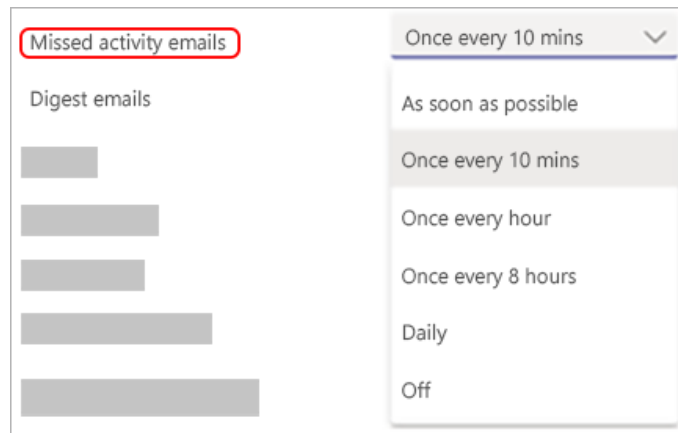 Missed activity emails
Once every 10 mins
Digest emails
As soon as possible
Once every 10 mins
Once every hour
Once every 8 hours
Daily
Off